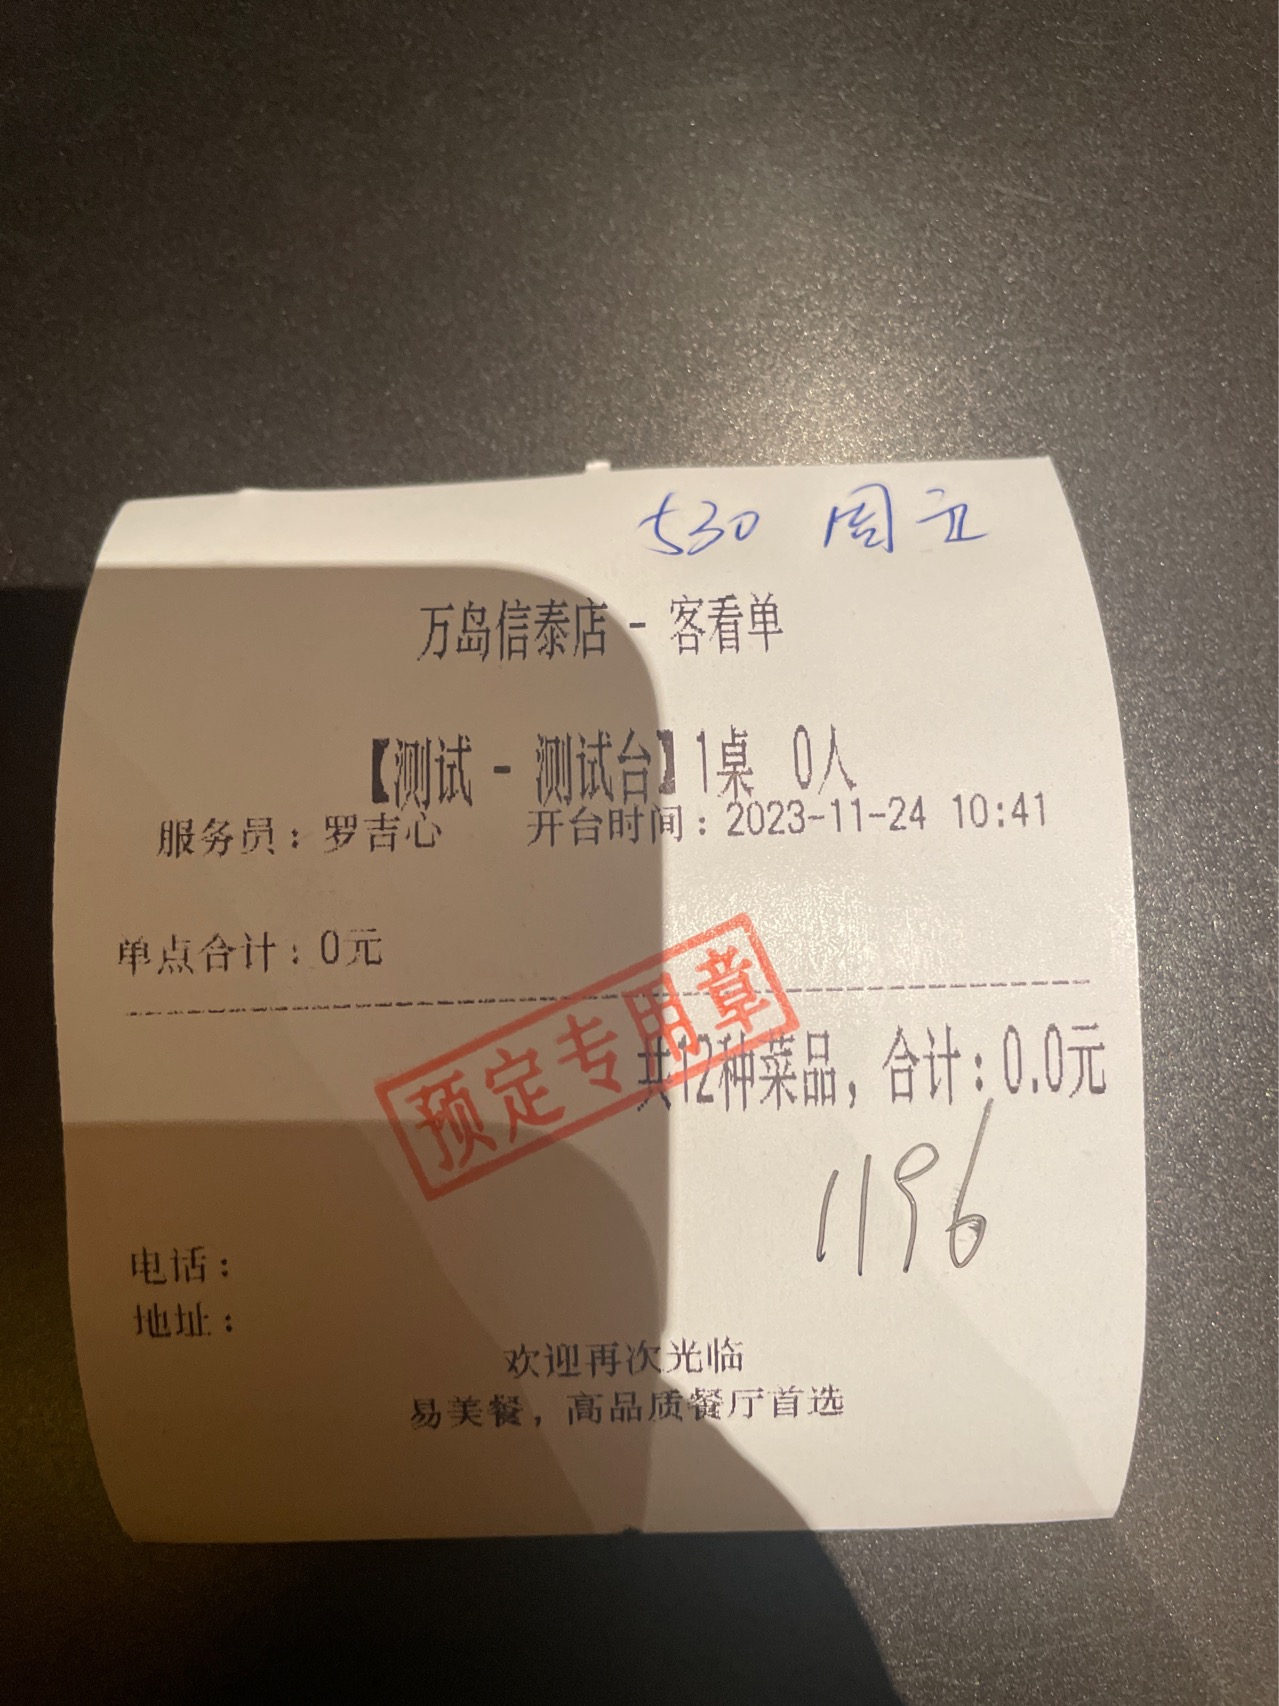 530 周六
万岛信泰店 - 客看单
【测试 - 测试台】1桌 0人
服务员：罗吉心 开台时间：2023-11-24 10:41
单点合计：0元
预定专用章
共12种菜品，合计：0.0元
1196
电话：
地址：
欢迎再次光临
易美餐，高品质餐厅首选